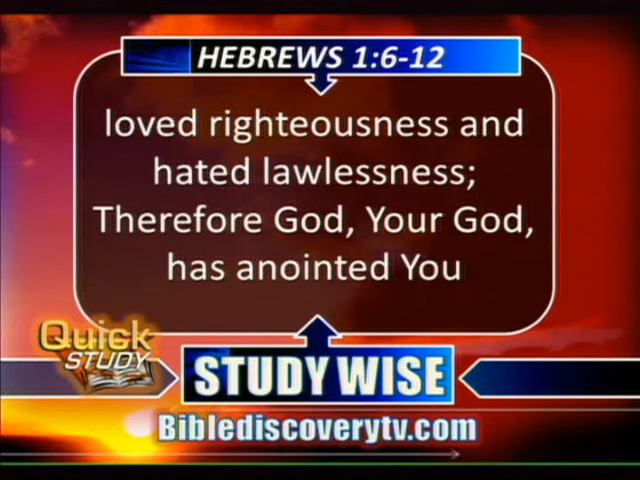 HEBREWS 1:6-12
loved righteousness and
hated lawlessness;
Therefore God, Your God,
has anointed You
Quick
STUDY
STUDY WISE
Biblediscoverytv.com